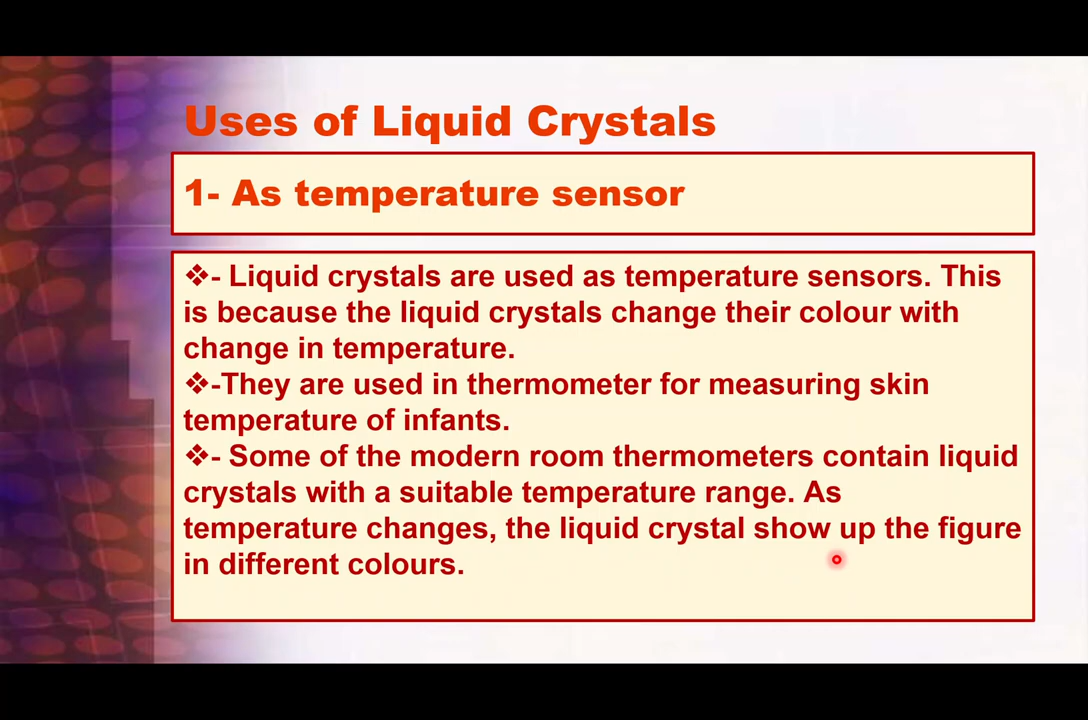 Uses of Liquid Crystals
1- As temperature sensor
❖- Liquid crystals are used as temperature sensors. This
is because the liquid crystals change their colour with
change in temperature.
❖-They are used in thermometer for measuring skin
temperature of infants.
❖- Some of the modern room thermometers contain liquid
crystals with a suitable temperature range. As
temperature changes, the liquid crystal show up the figure
in different colours.